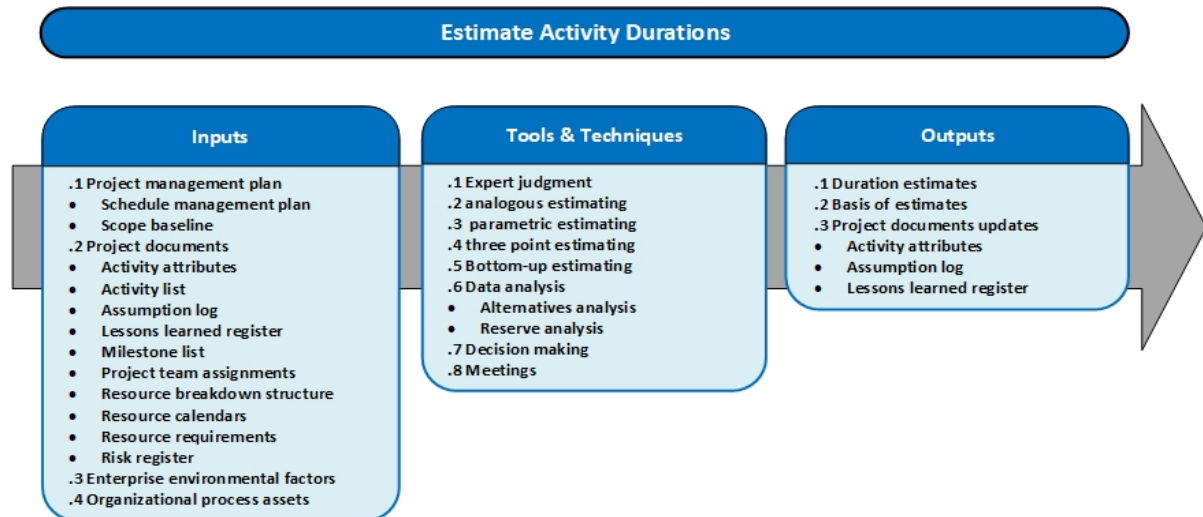 Estimate Activity Durations
Inputs
.1 Project management plan
• Schedule management plan
• Scope baseline
.2 Project documents
• Activity attributes
• Activity list
• Assumption log
• Lessons learned register
• Milestone list
• Project team assignments
• Resource breakdown structure
• Resource calendars
• Resource requirements
• Risk register
.3 Enterprise environmental factors
.4 Organizational process assets
Tools & Techniques
.1 Expert judgment
.2 analogous estimating
.3 parametric estimating
.4 three point estimating
.5 Bottom-up estimating
.6 Data analysis
• Alternatives analysis
• Reserve analysis
.7 Decision making
.8 Meetings
Outputs
.1 Duration estimates
.2 Basis of estimates
.3 Project documents updates
• Activity attributes
• Assumption log
• Lessons learned register